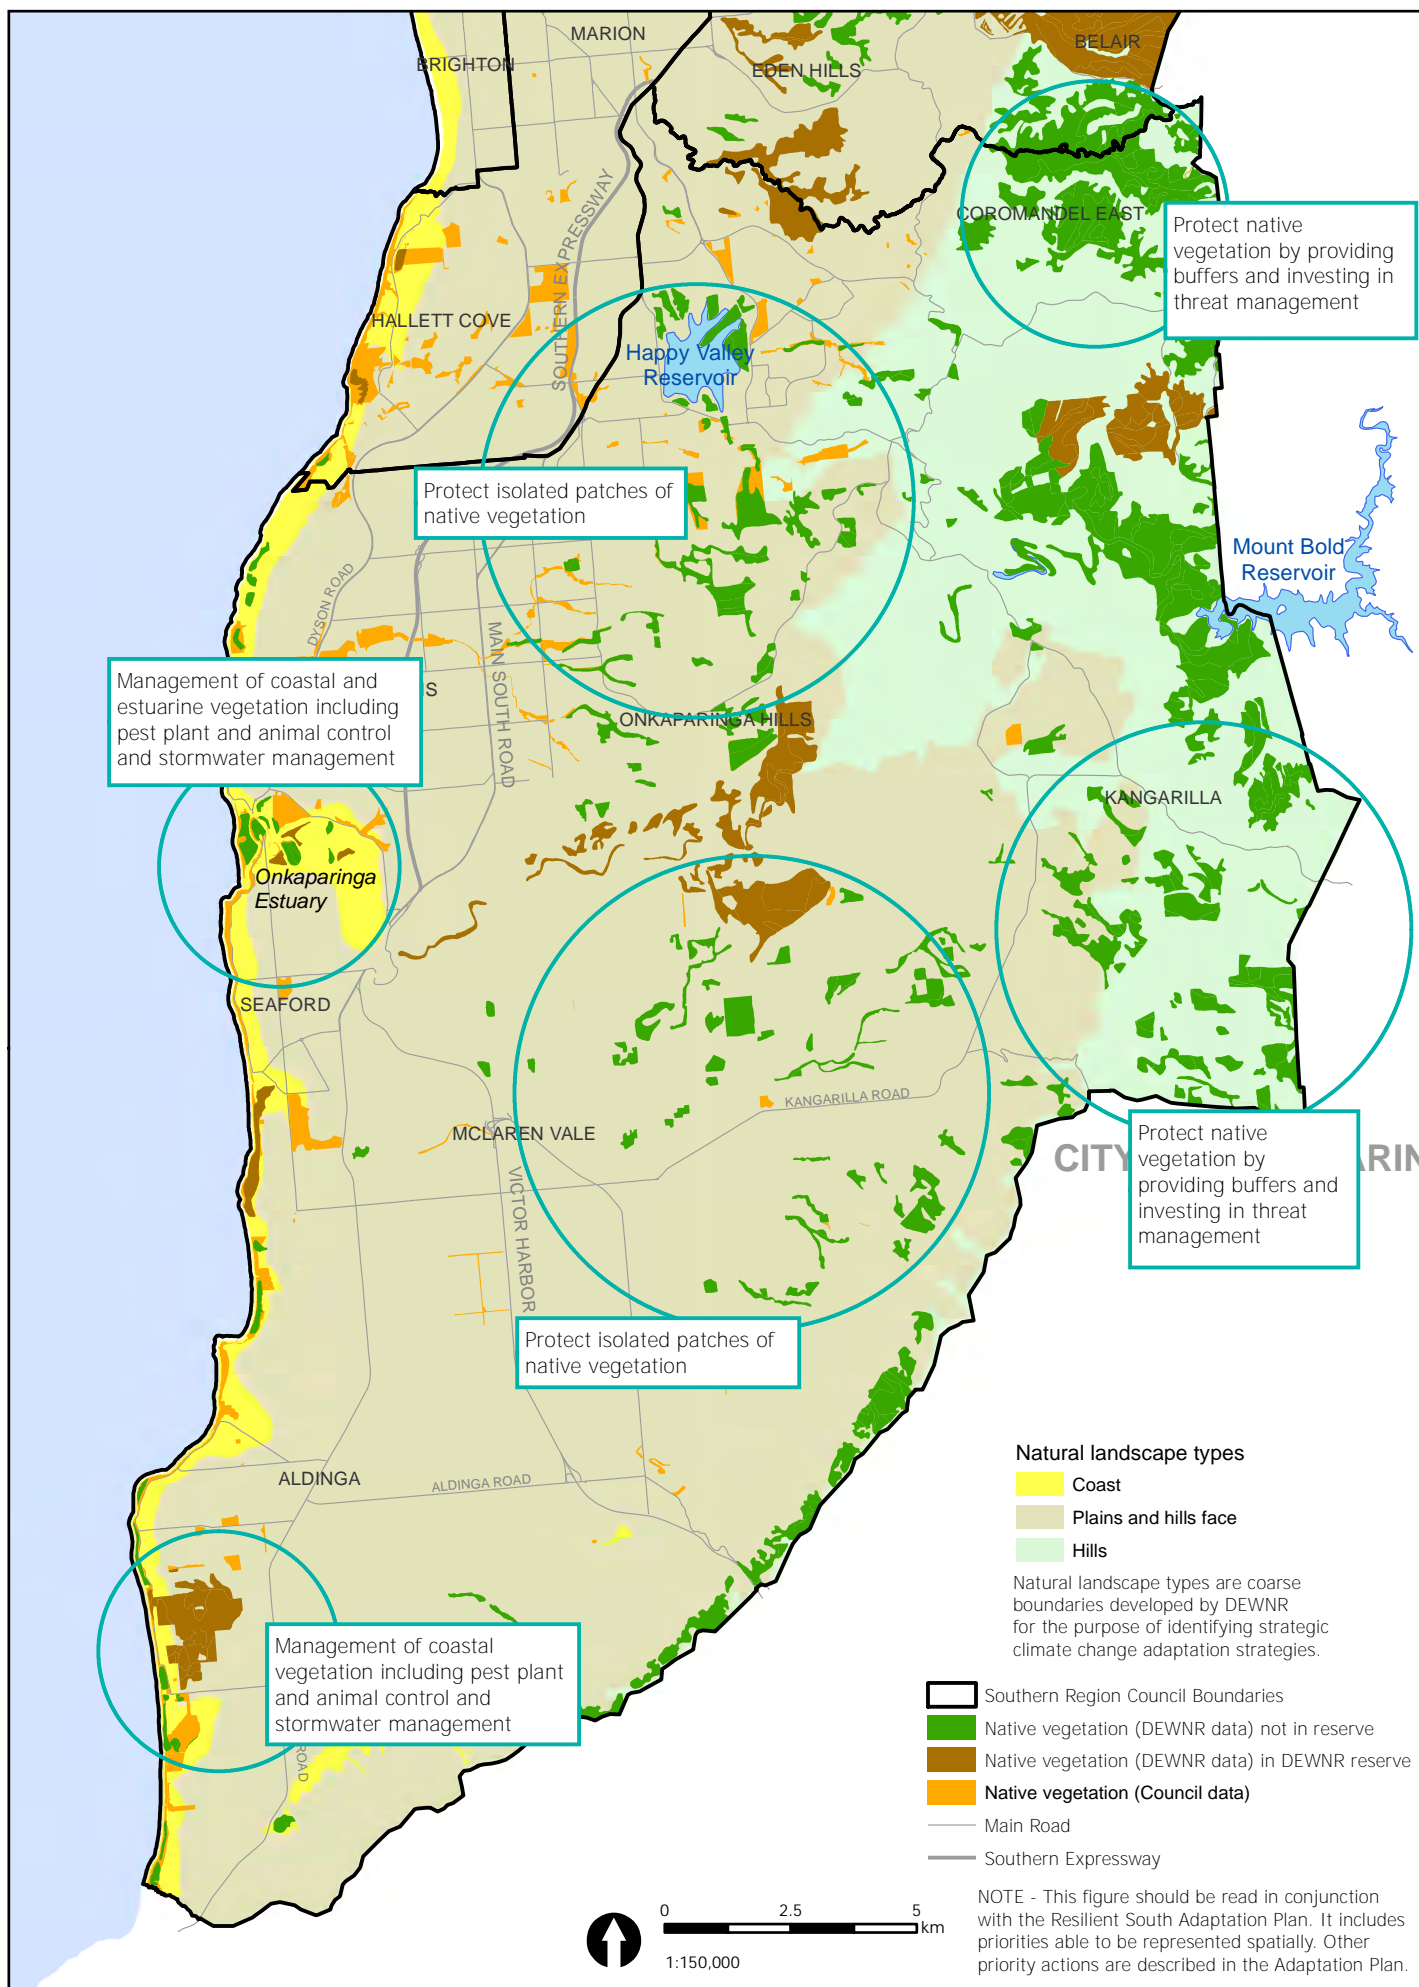 MARION
BRIGHTON
EDEN HILLS
BELAIR
SOUTHERN EXPRESSWAY
COROMANDEL EAST
Protect native
vegetation by providing
buffers and investing in
threat management
HALLETT COVE
Happy Valley
Reservoir
Protect isolated patches of
native vegetation
Mount Bold
Reservoir
DYSON ROAD
MAIN SOUTH ROAD
Management of coastal and
estuarine vegetation including
pest plant and animal control
and stormwater management
S
ONKAPARINGA HILLS
KANGARILLA
Onkaparinga
Estuary
SEAFORD
KANGARILLA ROAD
MCLAREN VALE
VICTOR HARBOR
CITY
ARIN
Protect native
vegetation by
providing buffers and
investing in threat
management
Protect isolated patches of
native vegetation
ALDINGA
ALDINGA ROAD
Management of coastal
vegetation including pest plant
and animal control and
stormwater management
ROAD
Natural landscape types
Coast
Plains and hills face
Hills
Natural landscape types are coarse
boundaries developed by DEWNR
for the purpose of identifying strategic
climate change adaptation strategies.
Southern Region Council Boundaries
Native vegetation (DEWNR data) not in reserve
Native vegetation (DEWNR data) in DEWNR reserve
Native vegetation (Council data)
Main Road
Southern Expressway
NOTE - This figure should be read in conjunction
with the Resilient South Adaptation Plan. It includes
priorities able to be represented spatially. Other
priority actions are described in the Adaptation Plan.
0 2.5 5
km
1:150,000